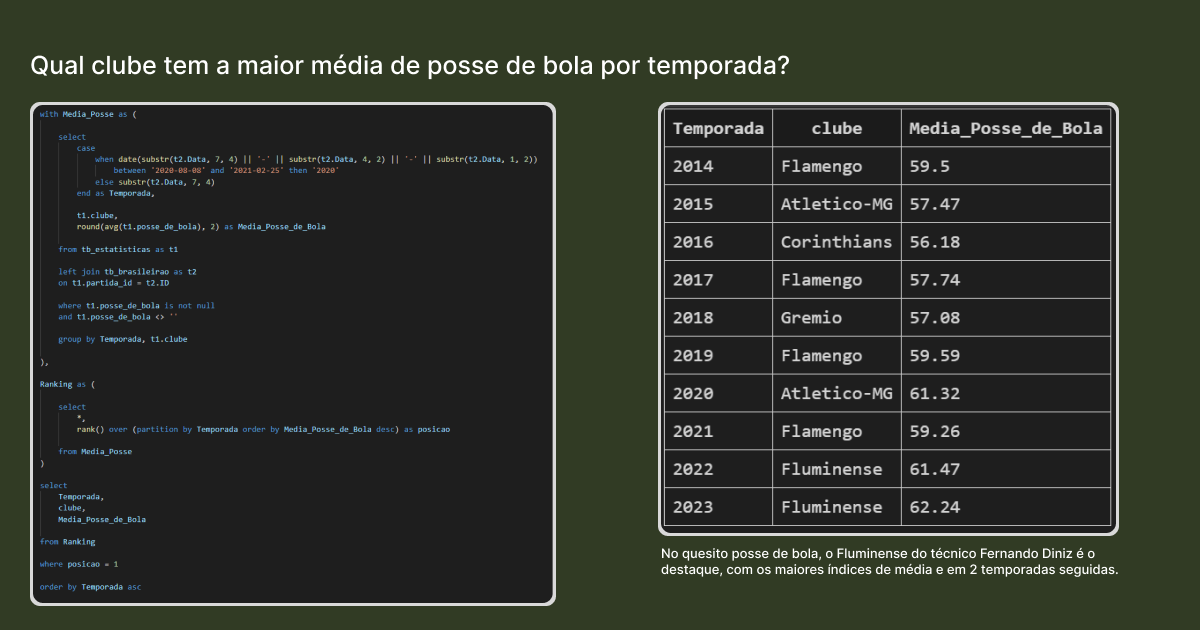 Qual clube tem a maior média de posse de bola por temporada?
with Media_Posse as (
select
case
when date(substr(t2.Data, 7, 4) || '-' || substr(t2.Data, 4, 2) || '-' || substr(t2.Data, 1, 2))
between '2020-08-08' and '2021-02-25' then '2020'
else substr(t2.Data, 7, 4)
end as Temporada,
t1.clube,
round(avg(t1.posse_de_bola), 2) as Media_Posse_de_Bola
from tb_estatisticas as t1
left join tb_brasileirao as t2
on t1.partida_id = t2.ID
where t1.posse_de_bola is not null
and t1.posse_de_bola <> ''
group by Temporada, t1.clube
),
Ranking as (
select
*,
rank() over (partition by Temporada order by Media_Posse_de_Bola desc) as posicao
from Media_Posse
)
select
Temporada,
clube,
Media_Posse_de_Bola
from Ranking
where posicao = 1
order by Temporada asc
Temporada clube Media_Posse_de_Bola
2014 Flamengo 59.5
2015 Atletico-MG 57.47
2016 Corinthians 56.18
2017 Flamengo 57.74
2018 Gremio 57.08
2019 Flamengo 59.59
2020 Atletico-MG 61.32
2021 Flamengo 59.26
2022 Fluminense 61.47
2023 Fluminense 62.24
No quesito posse de bola, o Fluminense do técnico Fernando Diniz é o
destaque, com os maiores índices de média e em 2 temporadas seguidas.